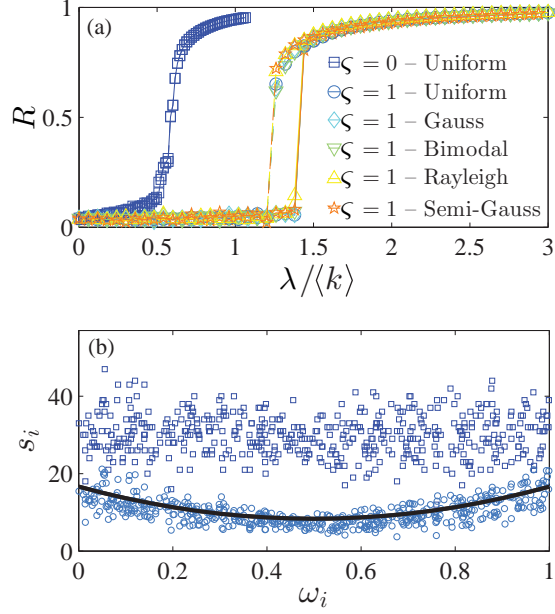 (a)
R
1
0.5
0
ς = 0 – Uniform
ς = 1 – Uniform
ς = 1 – Gauss
ς = 1 – Bimodal
ς = 1 – Rayleigh
ς = 1 – Semi-Gauss
0 0.5 1 1.5 2 2.5 3
λ/⟨k⟩
(b)
s_i
40
20
0
0 0.2 0.4 0.6 0.8 1
ω_i